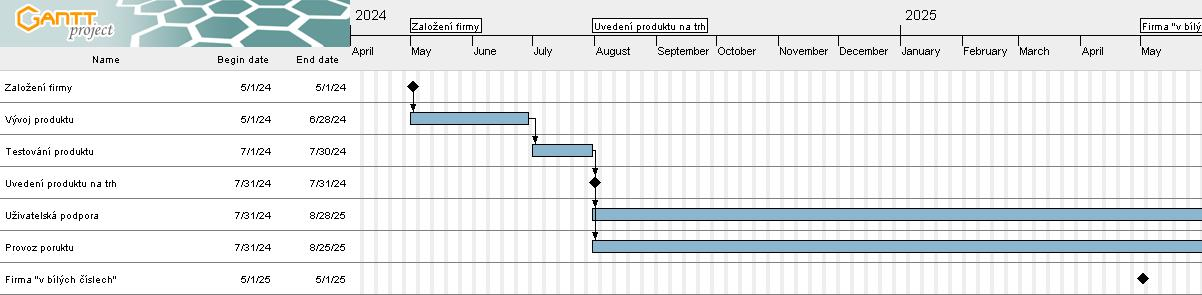 GANTT
project
2024
2025
Založení firmy
Uvedení produktu na trh
Firma "v bílý
April May June July August September October November December January February March April May
Name Begin date End date
Založení firmy 5/1/24 5/1/24
Vývoj produktu 5/1/24 6/28/24
Testování produktu 7/1/24 7/30/24
Uvedení produktu na trh 7/31/24 7/31/24
Uživatelská podpora 7/31/24 8/28/25
Provoz poruktu 7/31/24 8/25/25
Firma "v bílých číslech" 5/1/25 5/1/25